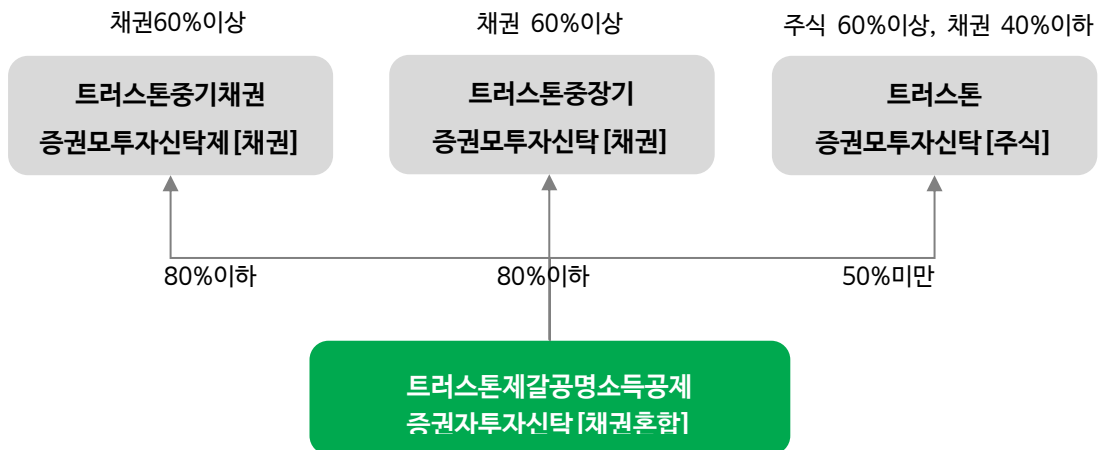 채권60%이상
채권 60%이상
주식 60%이상, 채권 40%이하
트러스톤중기채권
증권모투자신탁제[채권]
트러스톤중장기
증권모투자신탁[채권]
트러스톤
증권모투자신탁[주식]
80%이하
80%이하
50%미만
트러스톤제갈공명소득공제
증권자투자신탁[채권혼합]